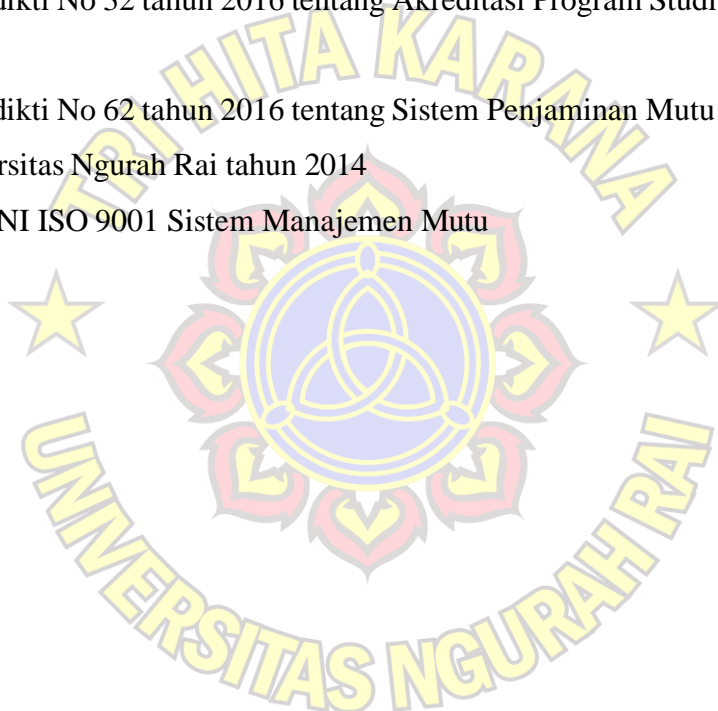 dikti No 32 tahun 2016 tentang Akreditasi Program Studi
dikti No 62 tahun 2016 tentang Sistem Penjaminan Mutu
rsitas Ngurah Rai tahun 2014
NI ISO 9001 Sistem Manajemen Mutu
TRI HITA KARANA
UNIVERSITAS NGURAH RAI